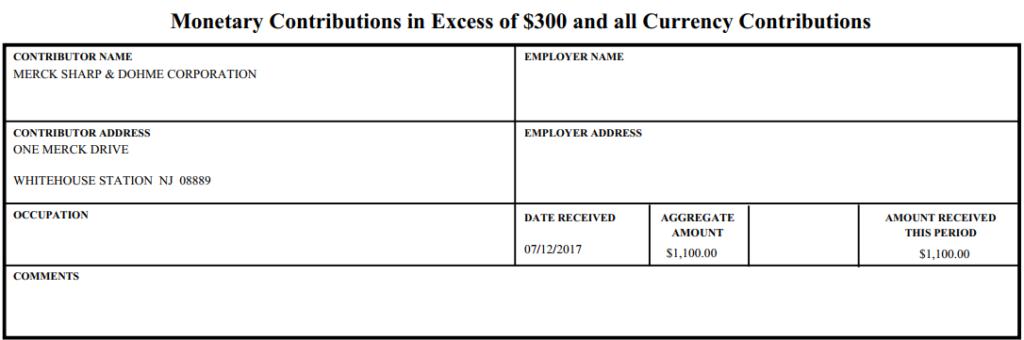 Monetary Contributions in Excess of $300 and all Currency Contributions
CONTRIBUTOR NAME
MERCK SHARP & DOHME CORPORATION
EMPLOYER NAME
CONTRIBUTOR ADDRESS
ONE MERCK DRIVE
WHITEHOUSE STATION NJ 08889
EMPLOYER ADDRESS
OCCUPATION
DATE RECEIVED
07/12/2017
AGGREGATE
AMOUNT
$1,100.00
AMOUNT RECEIVED
THIS PERIOD
$1,100.00
COMMENTS